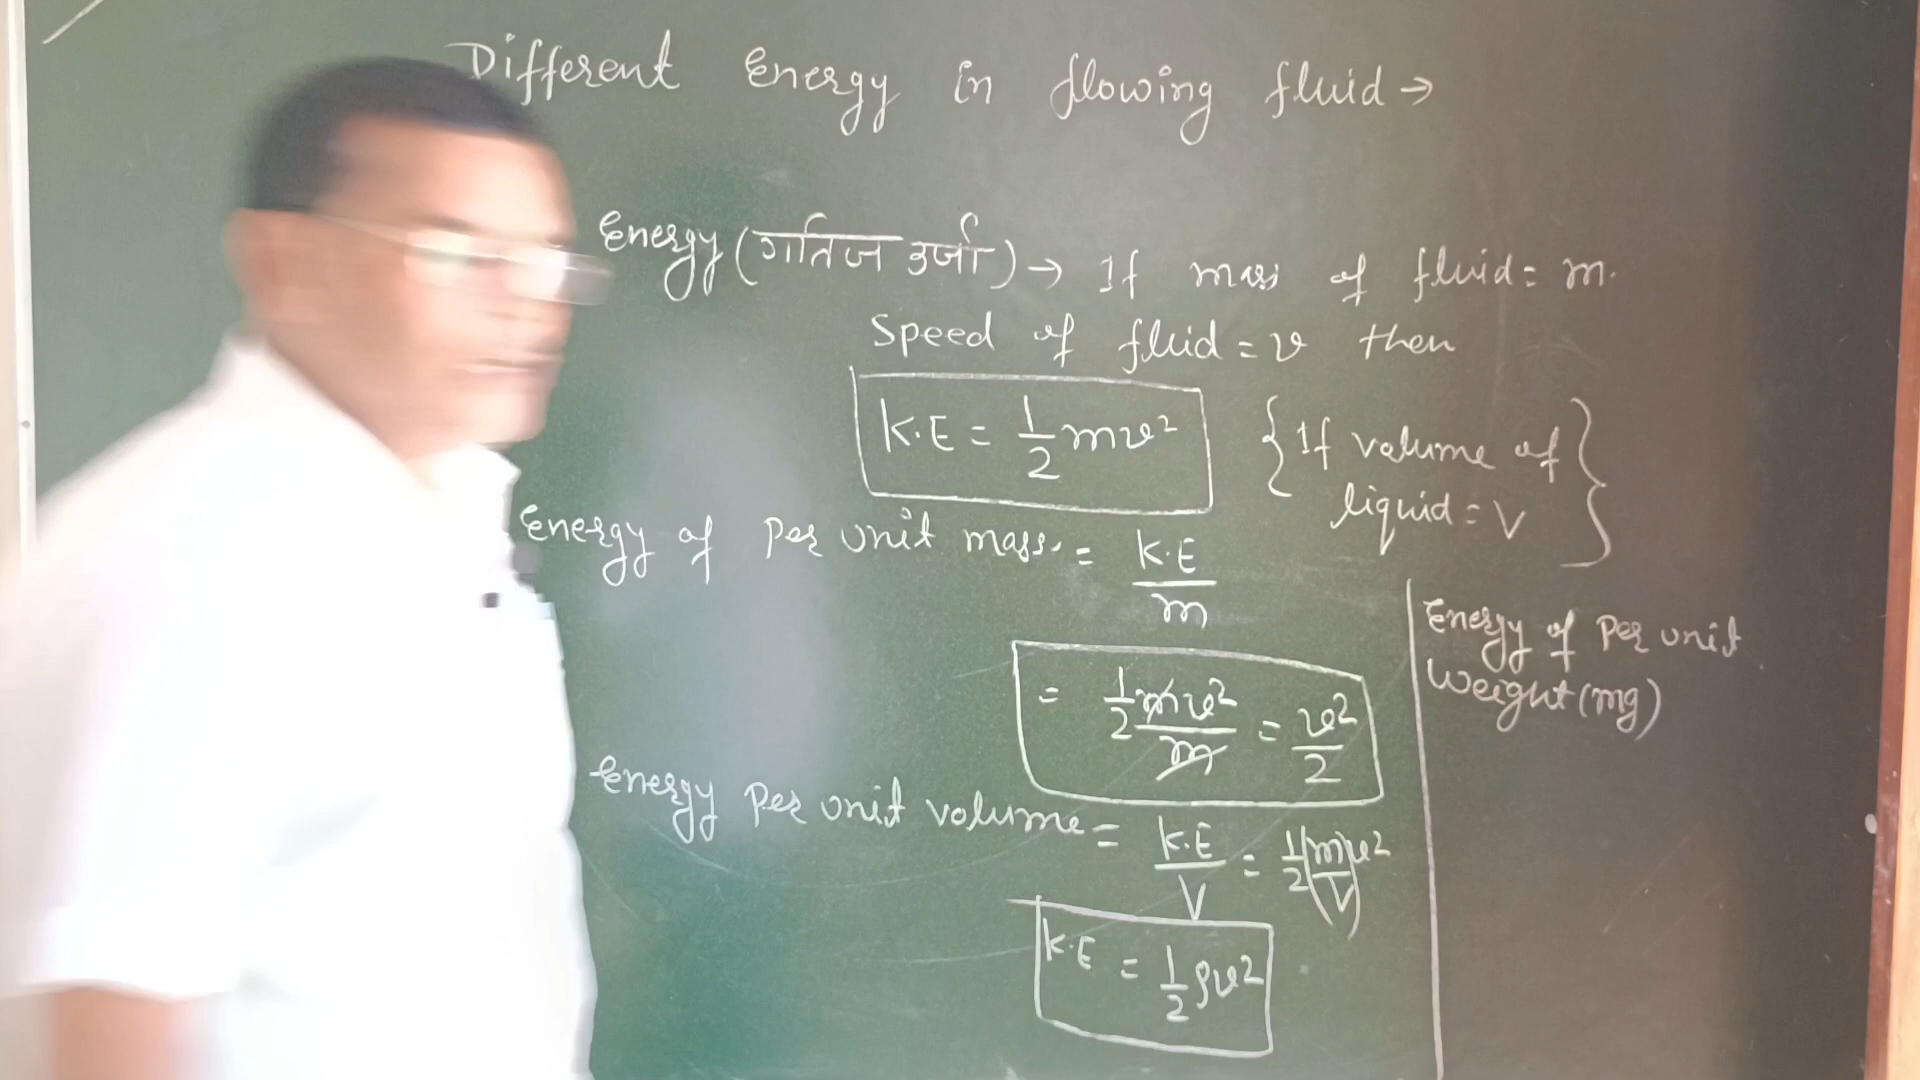 Different Energy in flowing fluid →
Energy (गतिज उर्जा) → If mass of fluid = m.
Speed of fluid = v then
K.E = 1/2 mv²
{If volume of
liquid = V}
Energy of Per unit mass. = K.E/m
= 1/2 mv²/m = v²/2
Energy Per unit volume = K.E/V = 1/2 (m/V) v²
K.E = 1/2 ρv²
Energy of Per unit
Weight (mg)